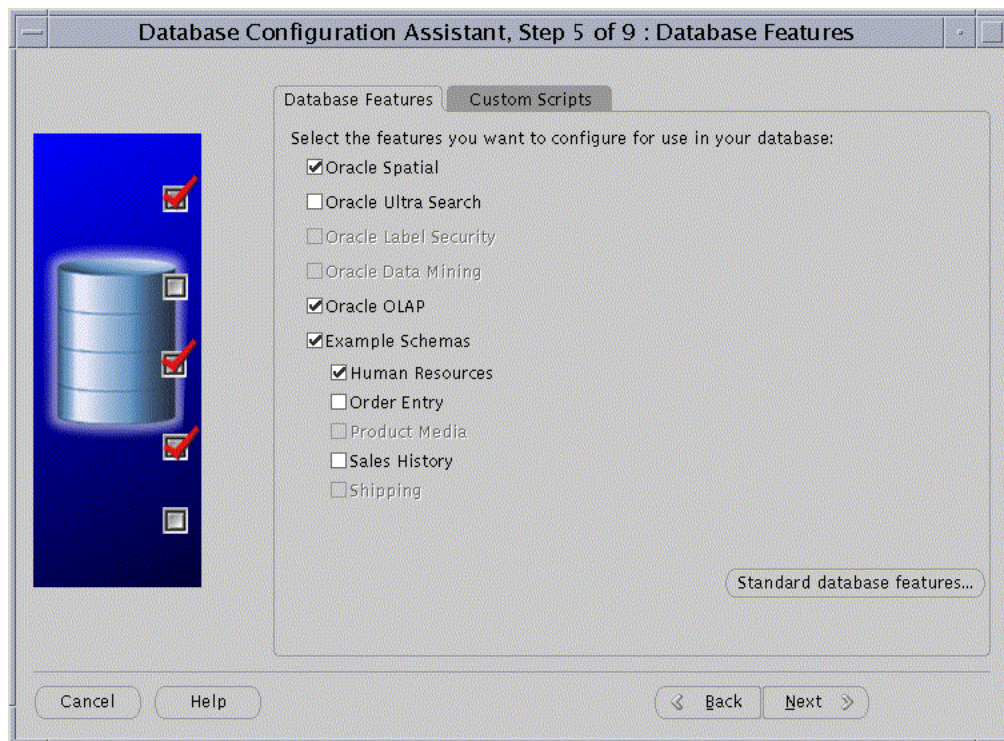 Database Configuration Assistant, Step 5 of 9 : Database Features
Database Features
Custom Scripts
Select the features you want to configure for use in your database:
Oracle Spatial
Oracle Ultra Search
Oracle Label Security
Oracle Data Mining
Oracle OLAP
Example Schemas
Human Resources
Order Entry
Product Media
Sales History
Shipping
Standard database features...
Cancel
Help
Back
Next